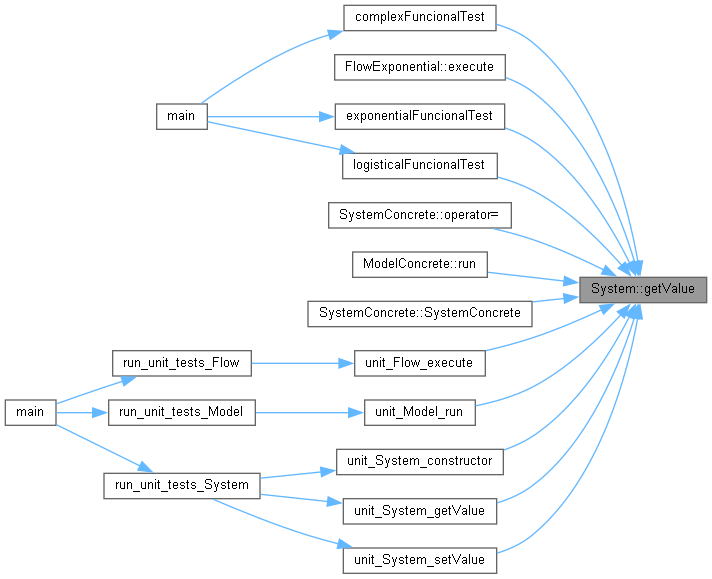 complexFuncionalTest
FlowExponential::execute
main
exponentialFuncionalTest
logisticalFuncionalTest
SystemConcrete::operator=
ModelConcrete::run
System::getValue
SystemConcrete::SystemConcrete
run_unit_tests_Flow
unit_Flow_execute
main
run_unit_tests_Model
unit_Model_run
unit_System_constructor
run_unit_tests_System
unit_System_getValue
unit_System_setValue